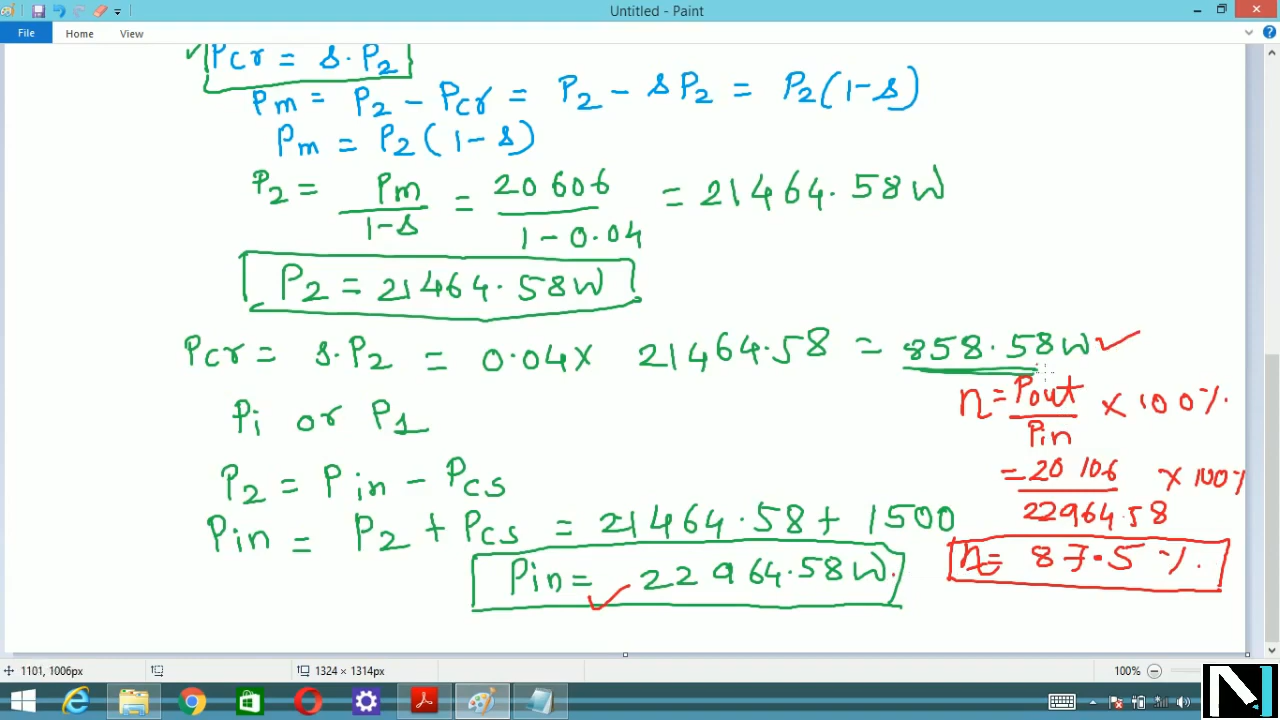 Untitled - Paint
File Home View
✓ Pcr = s.P2
Pm = P2 - Pcr = P2 - sP2 = P2(1-s)
Pm = P2(1-s)
P2 = Pm/1-s = 20606/1-0.04 = 21464.58W
P2 = 21464.58W
Pcr = s.P2 = 0.04× 21464.58 = 858.58W ✓
Pi or P1
P2 = Pin - Pcs
Pin = P2 + Pcs = 21464.58 + 1500
Pin = 22964.58W.
η = Pout/Pin × 100%
= 20106/22964.58 × 100%
η = 87.5 %.
1101, 1006px 1324 × 1314px 100%
N